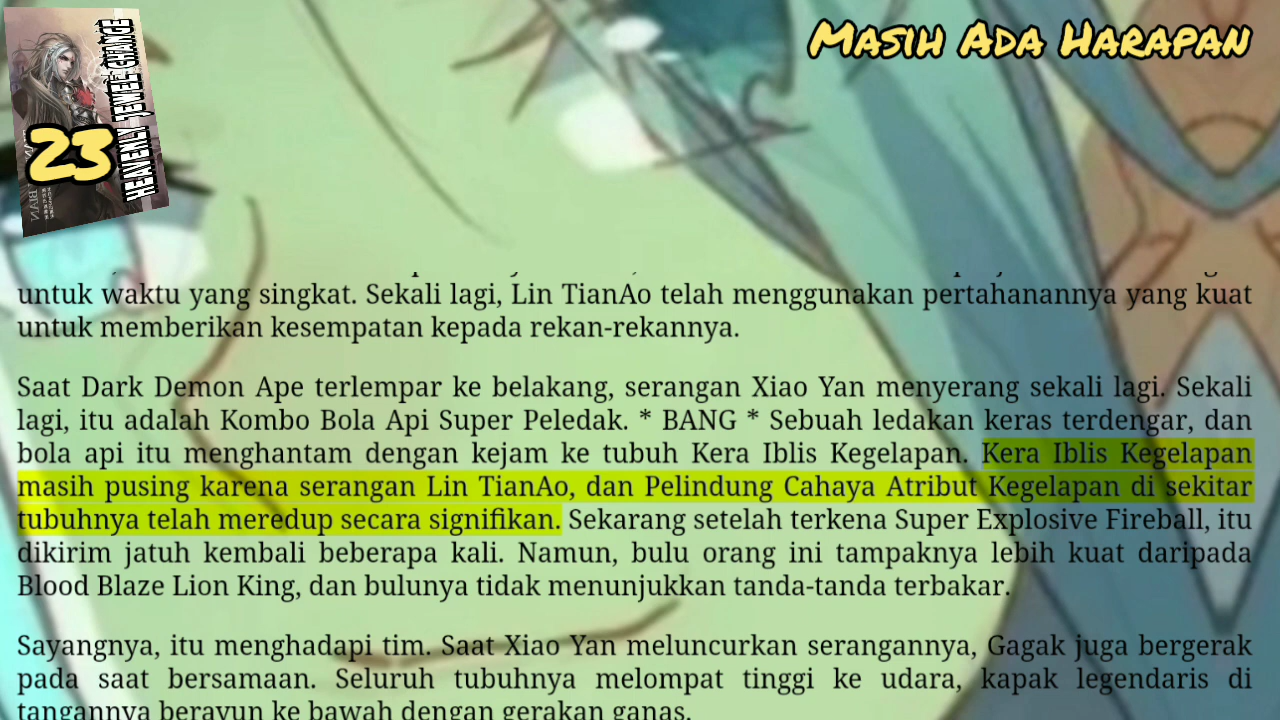 HEAVENLY JEWEL CHANGE
23
Masih Ada Harapan
untuk waktu yang singkat. Sekali lagi, Lin TianAo telah menggunakan pertahanannya yang kuat
untuk memberikan kesempatan kepada rekan-rekannya.
Saat Dark Demon Ape terlempar ke belakang, serangan Xiao Yan menyerang sekali lagi. Sekali
lagi, itu adalah Kombo Bola Api Super Peledak. * BANG * Sebuah ledakan keras terdengar, dan
bola api itu menghantam dengan kejam ke tubuh Kera Iblis Kegelapan. Kera Iblis Kegelapan
masih pusing karena serangan Lin TianAo, dan Pelindung Cahaya Atribut Kegelapan di sekitar
tubuhnya telah meredup secara signifikan. Sekarang setelah terkena Super Explosive Fireball, itu
dikirim jatuh kembali beberapa kali. Namun, bulu orang ini tampaknya lebih kuat daripada
Blood Blaze Lion King, dan bulunya tidak menunjukkan tanda-tanda terbakar.
Sayangnya, itu menghadapi tim. Saat Xiao Yan meluncurkan serangannya, Gagak juga bergerak
pada saat bersamaan. Seluruh tubuhnya melompat tinggi ke udara, kapak legendaris di
tangannya berayun ke bawah dengan gerakan ganas.